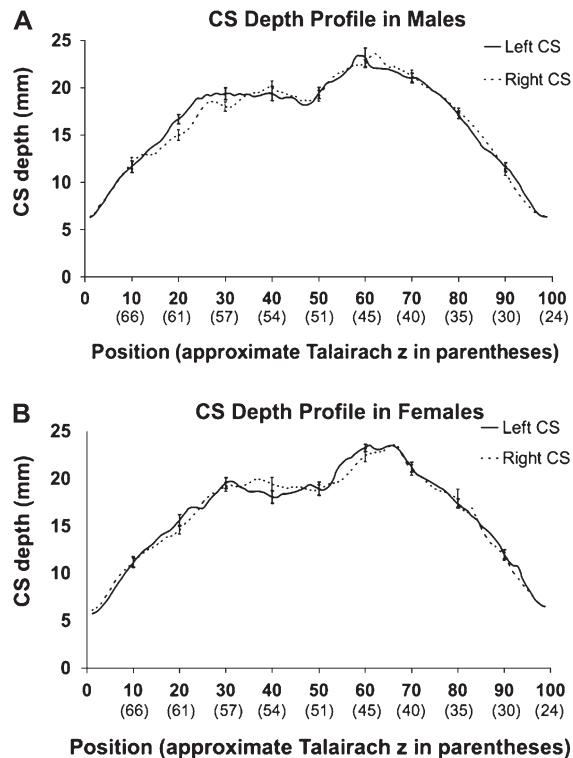 A
CS Depth Profile in Males
Left CS
Right CS
CS depth (mm)
25
20
15
10
5
0
0 10 20 30 40 50 60 70 80 90 100
(66) (61) (57) (54) (51) (45) (40) (35) (30) (24)
Position (approximate Talairach z in parentheses)
B
CS Depth Profile in Females
Left CS
Right CS
CS depth (mm)
25
20
15
10
5
0
0 10 20 30 40 50 60 70 80 90 100
(66) (61) (57) (54) (51) (45) (40) (35) (30) (24)
Position (approximate Talairach z in parentheses)